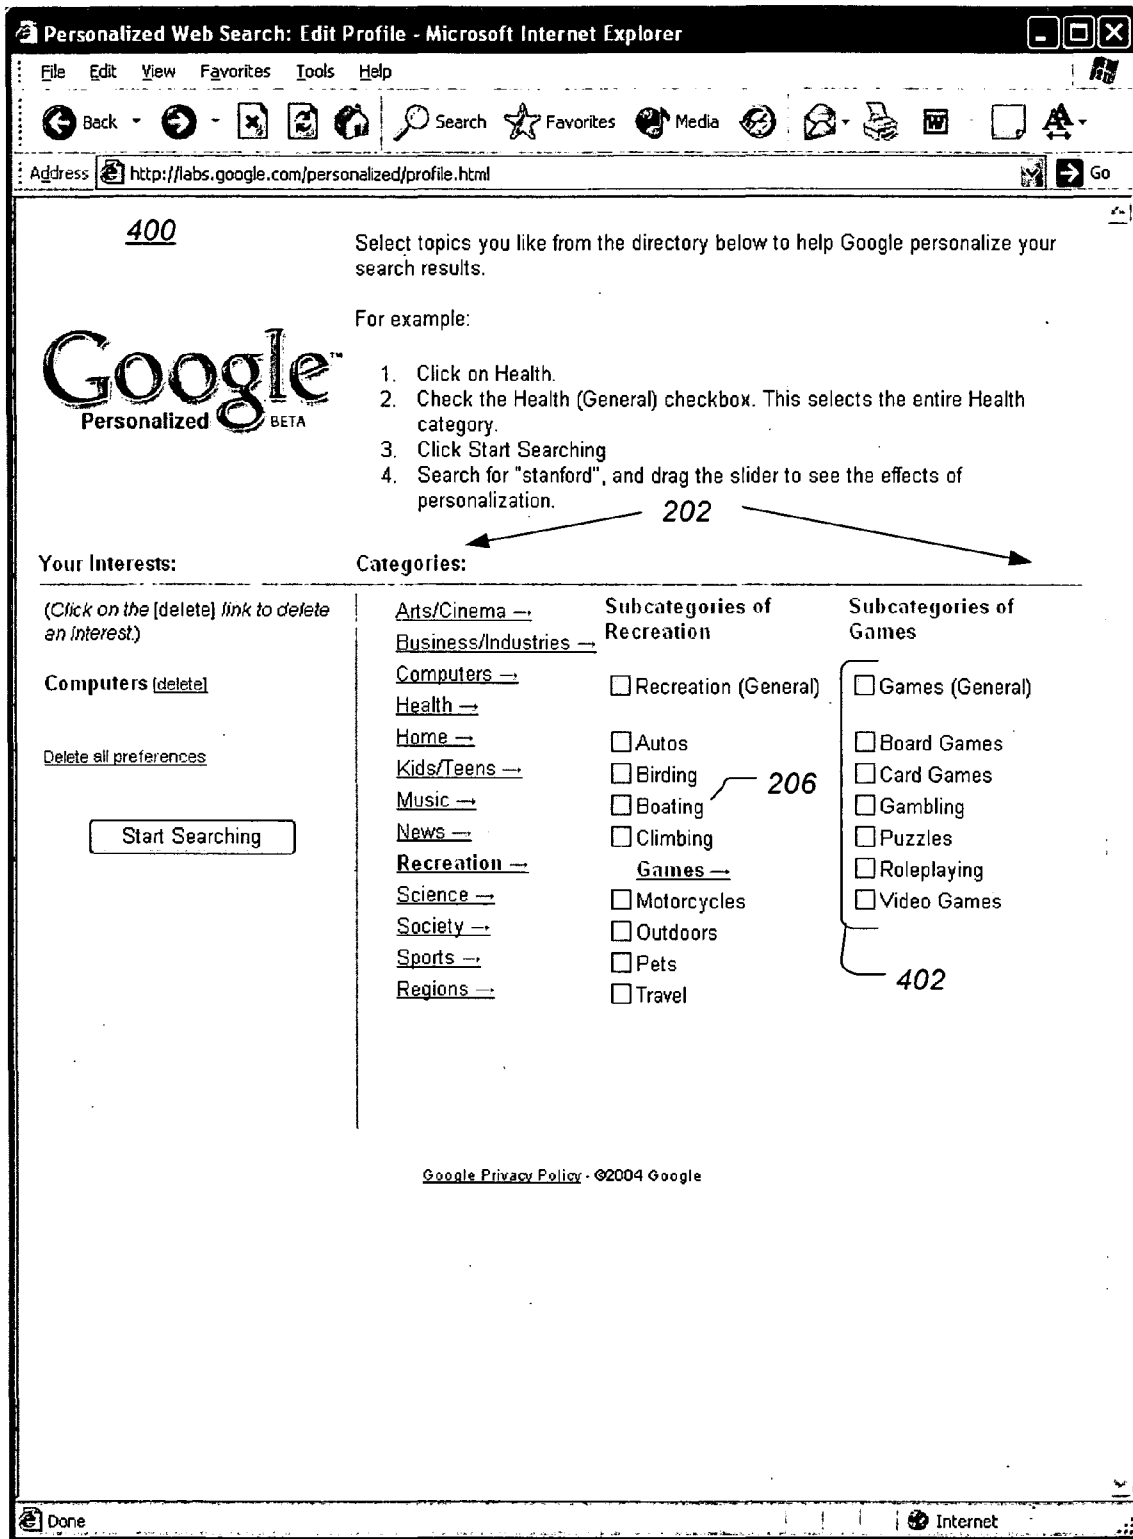 Personalized Web Search: Edit Profile - Microsoft Internet Explorer
File Edit View Favorites Tools Help
Back Search Favorites Media
Address http://labs.google.com/personalized/profile.html Go
400
Select topics you like from the directory below to help Google personalize your
search results.
For example:
Google™
Personalized BETA
1. Click on Health.
2. Check the Health (General) checkbox. This selects the entire Health
category.
3. Click Start Searching
4. Search for "stanford", and drag the slider to see the effects of
personalization.
202
Your Interests:
(Click on the [delete] link to delete
an interest.)
Computers [delete]
Delete all preferences
Start Searching
Categories:
Arts/Cinema →
Business/Industries →
Computers →
Health →
Home →
Kids/Teens →
Music →
News →
Recreation →
Science →
Society →
Sports →
Regions →
Subcategories of
Recreation
Recreation (General)
Autos
Birding
Boating
206
Climbing
Games →
Motorcycles
Outdoors
Pets
Travel
Subcategories of
Games
Games (General)
Board Games
Card Games
Gambling
Puzzles
Roleplaying
Video Games
402
Google Privacy Policy - ©2004 Google
Done Internet